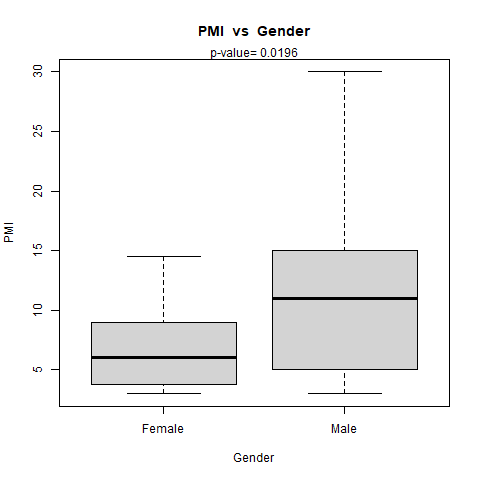 PMI vs Gender
p-value= 0.0196
30
25
20
15
10
5
PMI
Female Male
Gender